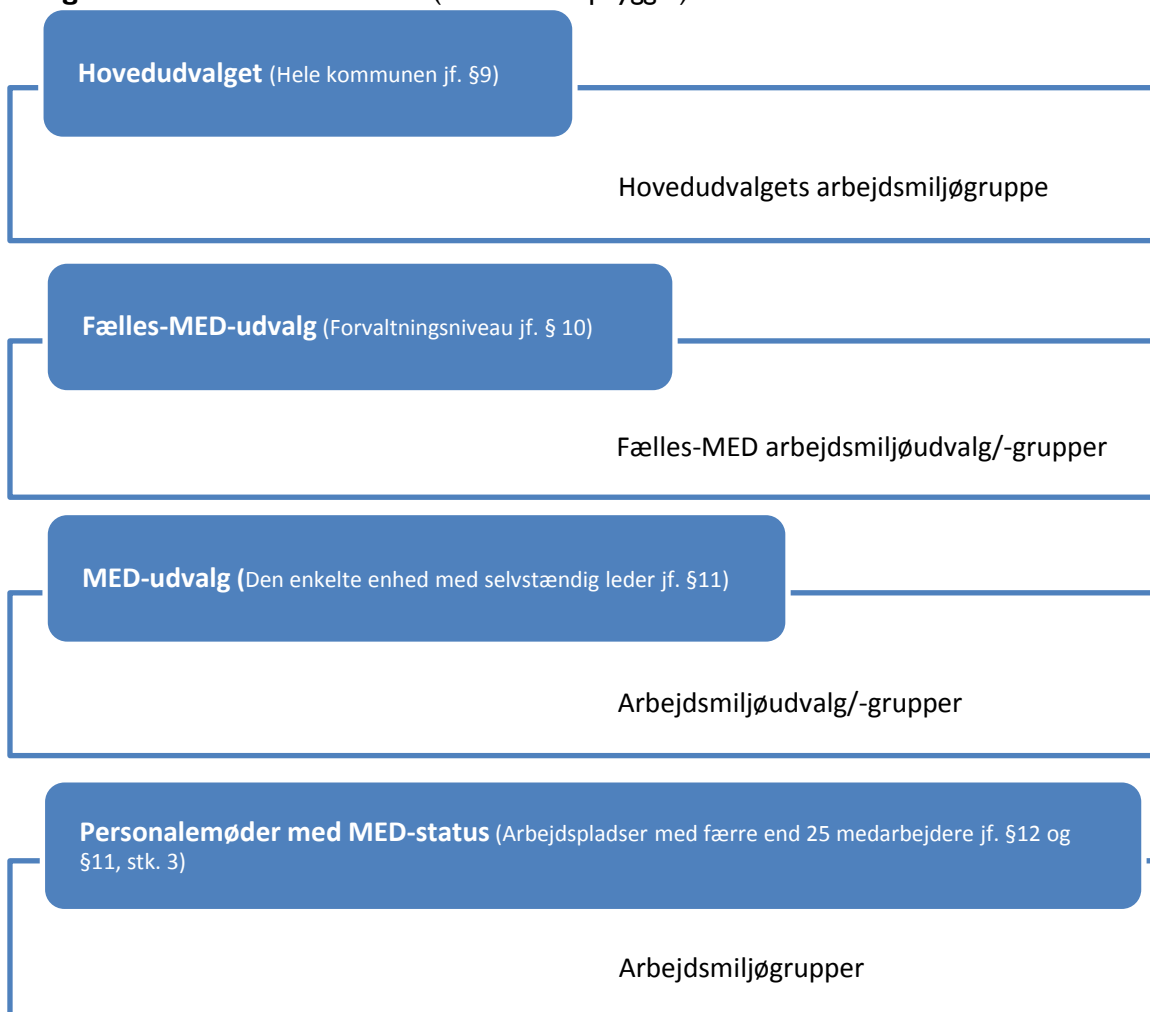 Hovedudvalget (Hele kommunen jf. §9)
Hovedudvalgets arbejdsmiljøgruppe
Fælles-MED-udvalg (Forvaltningsniveau jf. § 10)
Fælles-MED arbejdsmiljøudvalg/-grupper
MED-udvalg (Den enkelte enhed med selvstændig leder jf. §11)
Arbejdsmiljøudvalg/-grupper
Personalemøder med MED-status (Arbejdspladser med færre end 25 medarbejdere jf. §12 og
§11, stk. 3)
Arbejdsmiljøgrupper